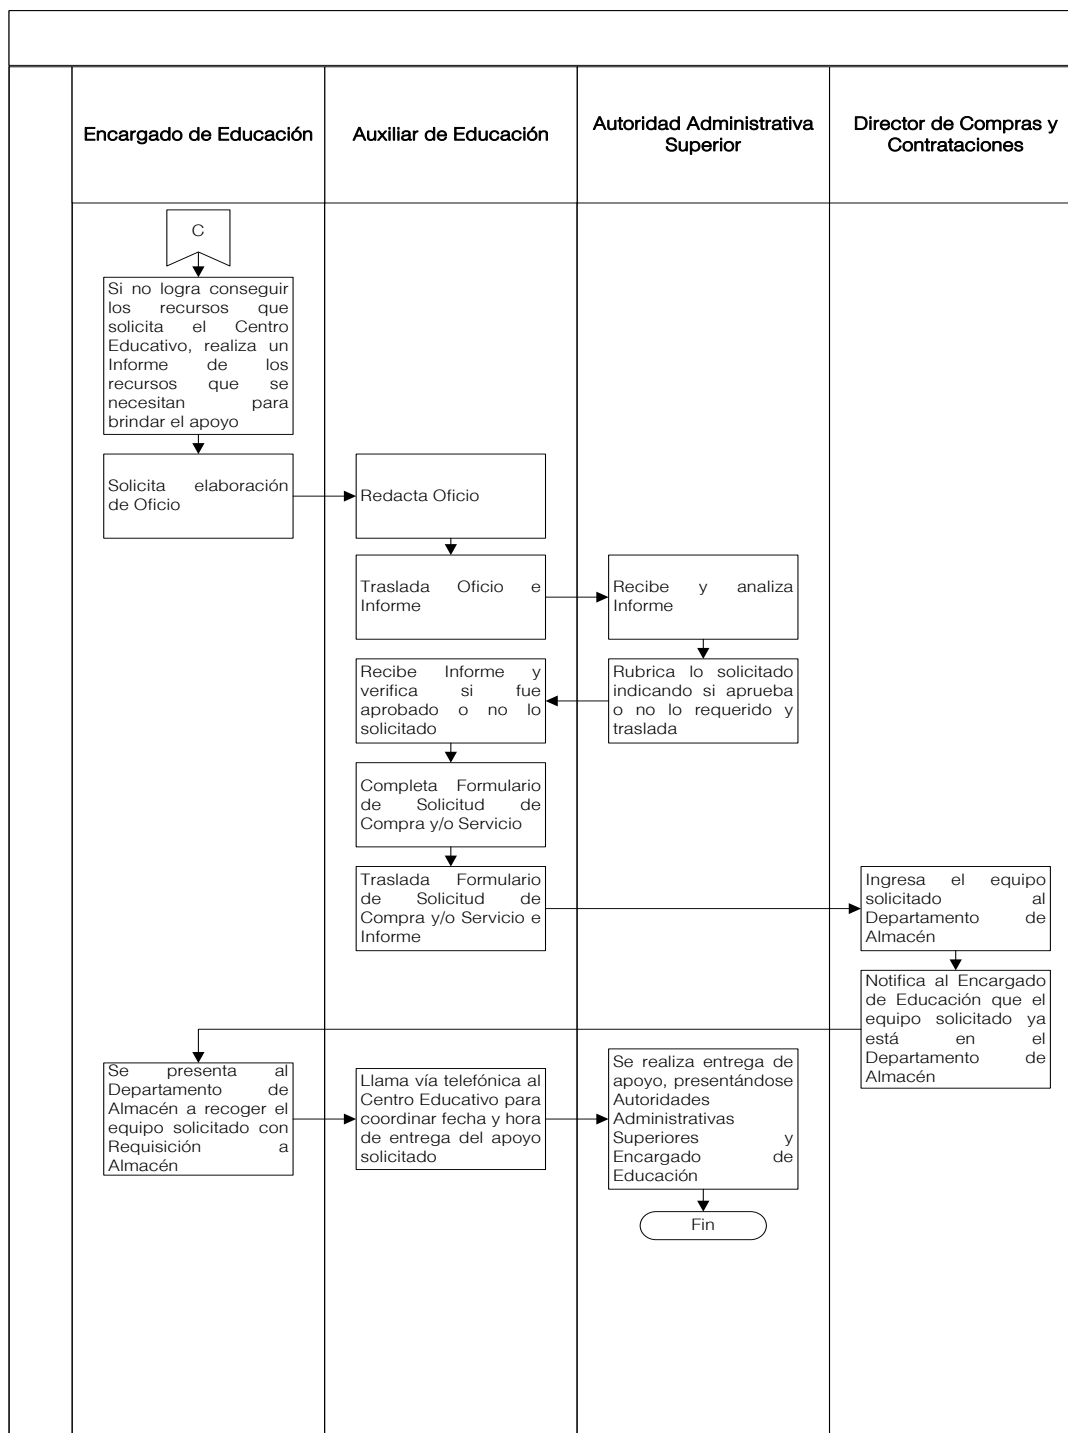 Encargado de Educación
Auxiliar de Educación
Autoridad Administrativa
Superior
Director de Compras y
Contrataciones
C
Si no logra conseguir
los recursos que
solicita el Centro
Educativo, realiza un
Informe de los
recursos que se
necesitan para
brindar el apoyo
Solicita elaboración
de Oficio
Redacta Oficio
Traslada Oficio e
Informe
Recibe y analiza
Informe
Rubrica lo solicitado
indicando si aprueba
o no lo requerido y
traslada
Recibe Informe y
verifica si fue
aprobado o no lo
solicitado
Completa Formulario
de Solicitud de
Compra y/o Servicio
Traslada Formulario
de Solicitud de
Compra y/o Servicio e
Informe
Ingresa el equipo
solicitado al
Departamento de
Almacén
Notifica al Encargado
de Educación que el
equipo solicitado ya
está en el
Departamento de
Almacén
Se presenta al
Departamento de
Almacén a recoger el
equipo solicitado con
Requisición a
Almacén
Llama vía telefónica al
Centro Educativo para
coordinar fecha y hora
de entrega del apoyo
solicitado
Se realiza entrega de
apoyo, presentándose
Autoridades
Administrativas
Superiores y
Encargado de
Educación
Fin